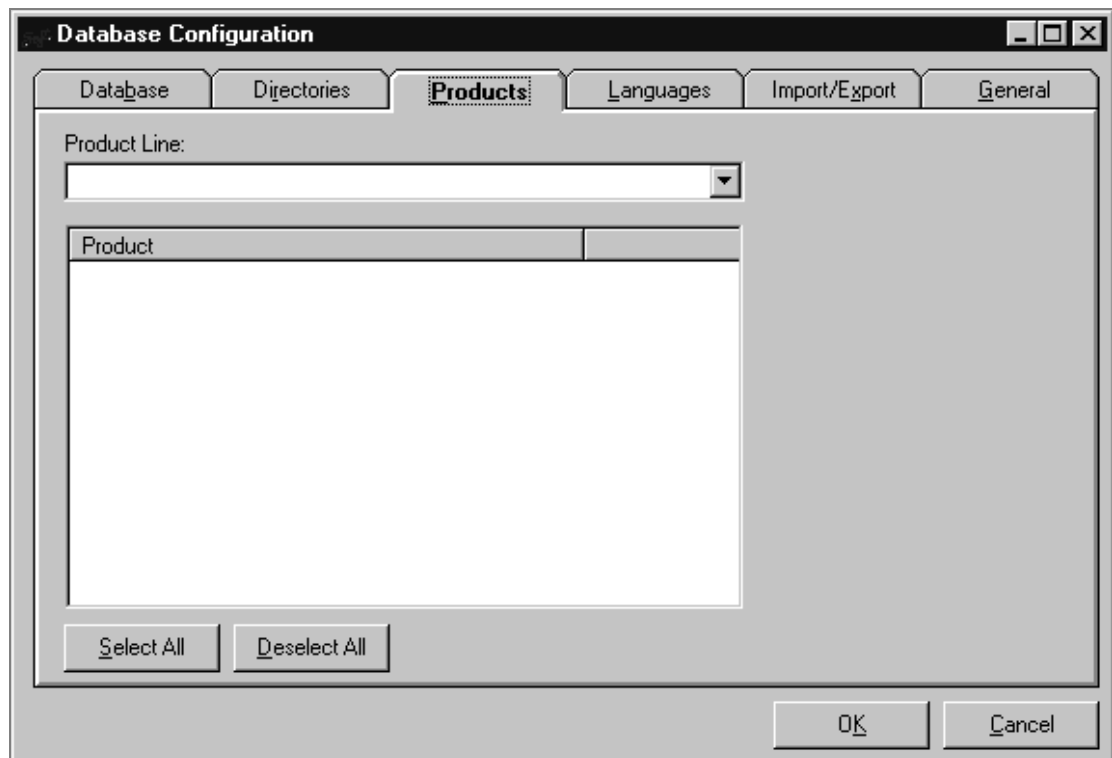 Database Configuration
Database Directories Products Languages Import/Export General
Product Line:
Product
Select All Deselect All
OK Cancel